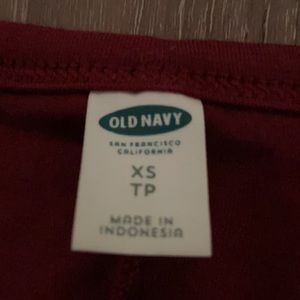 OLD NAVY
SAN FRANCISCO
CALIFORNIA
XS
TP
MADE IN
INDONESIA